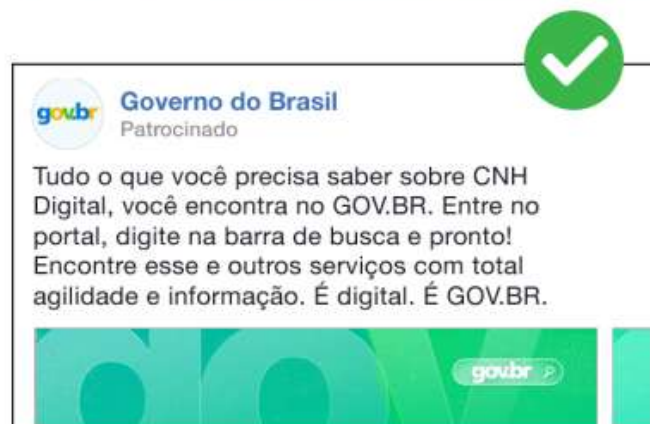 gov.br
Governo do Brasil
Patrocinado
Tudo o que você precisa saber sobre CNH
Digital, você encontra no GOV.BR. Entre no
portal, digite na barra de busca e pronto!
Encontre esse e outros serviços com total
agilidade e informação. É digital. É GOV.BR.
gov
gov.br